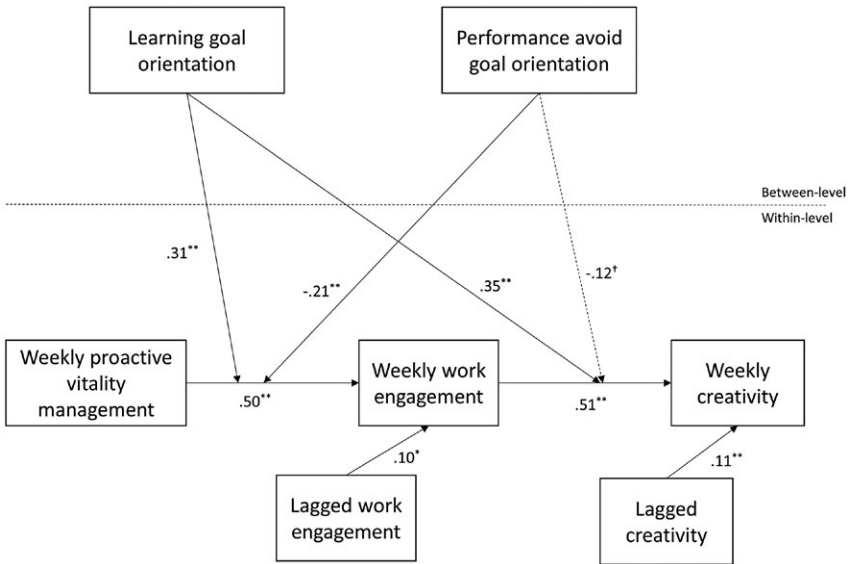 Learning goal
orientation
Performance avoid
goal orientation
Between-level
Within-level
.31**
-.21**
.35**
-.12†
Weekly proactive
vitality
management
Weekly work
engagement
Weekly
creativity
.50**
.51**
.10*
.11**
Lagged work
engagement
Lagged
creativity